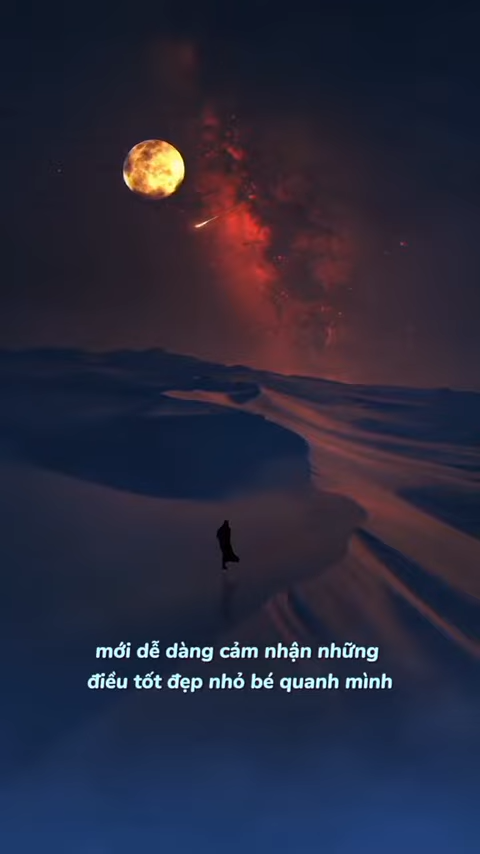 mới dễ dàng cảm nhận những
điều tốt đẹp nhỏ bé quanh mình